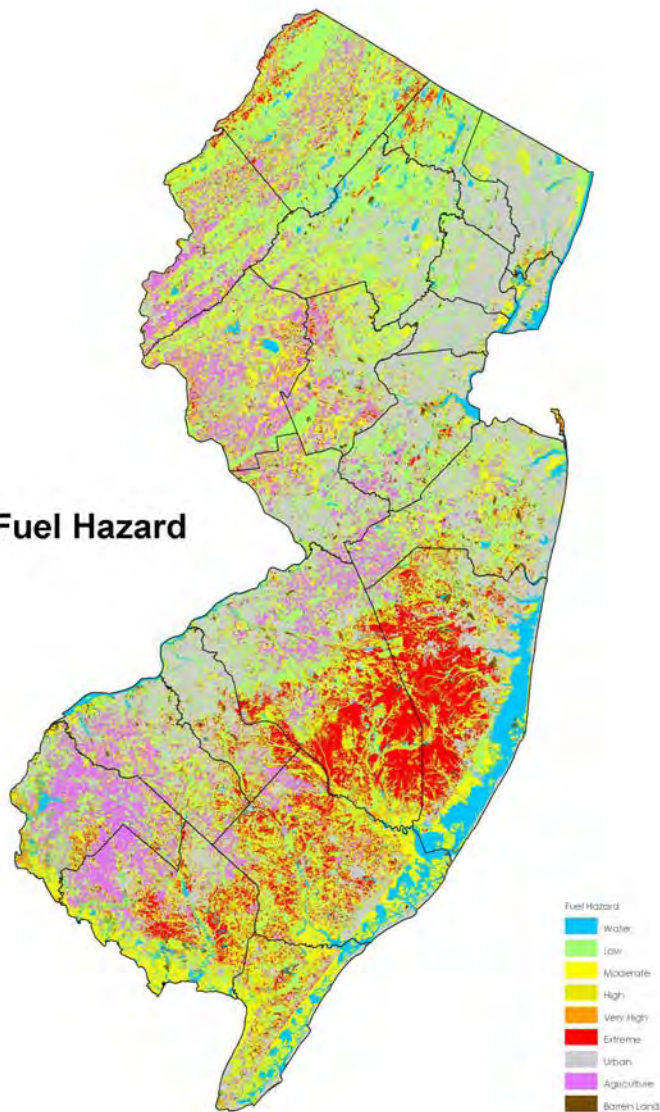 Fuel Hazard
Fuel Hazard
Water
Low
Moderate
High
Very High
Extreme
Urban
Agriculture
Barren Land